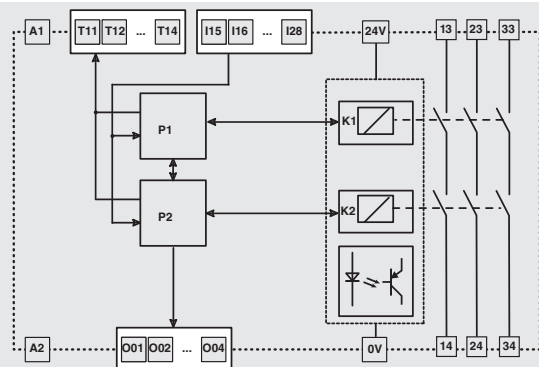 A1 T11 T12 ... T14 I15 I16 ... I28 24V 13 23 33
P1 K1
P2 K2
A2 O01 O02 ... O04 0V 14 24 34